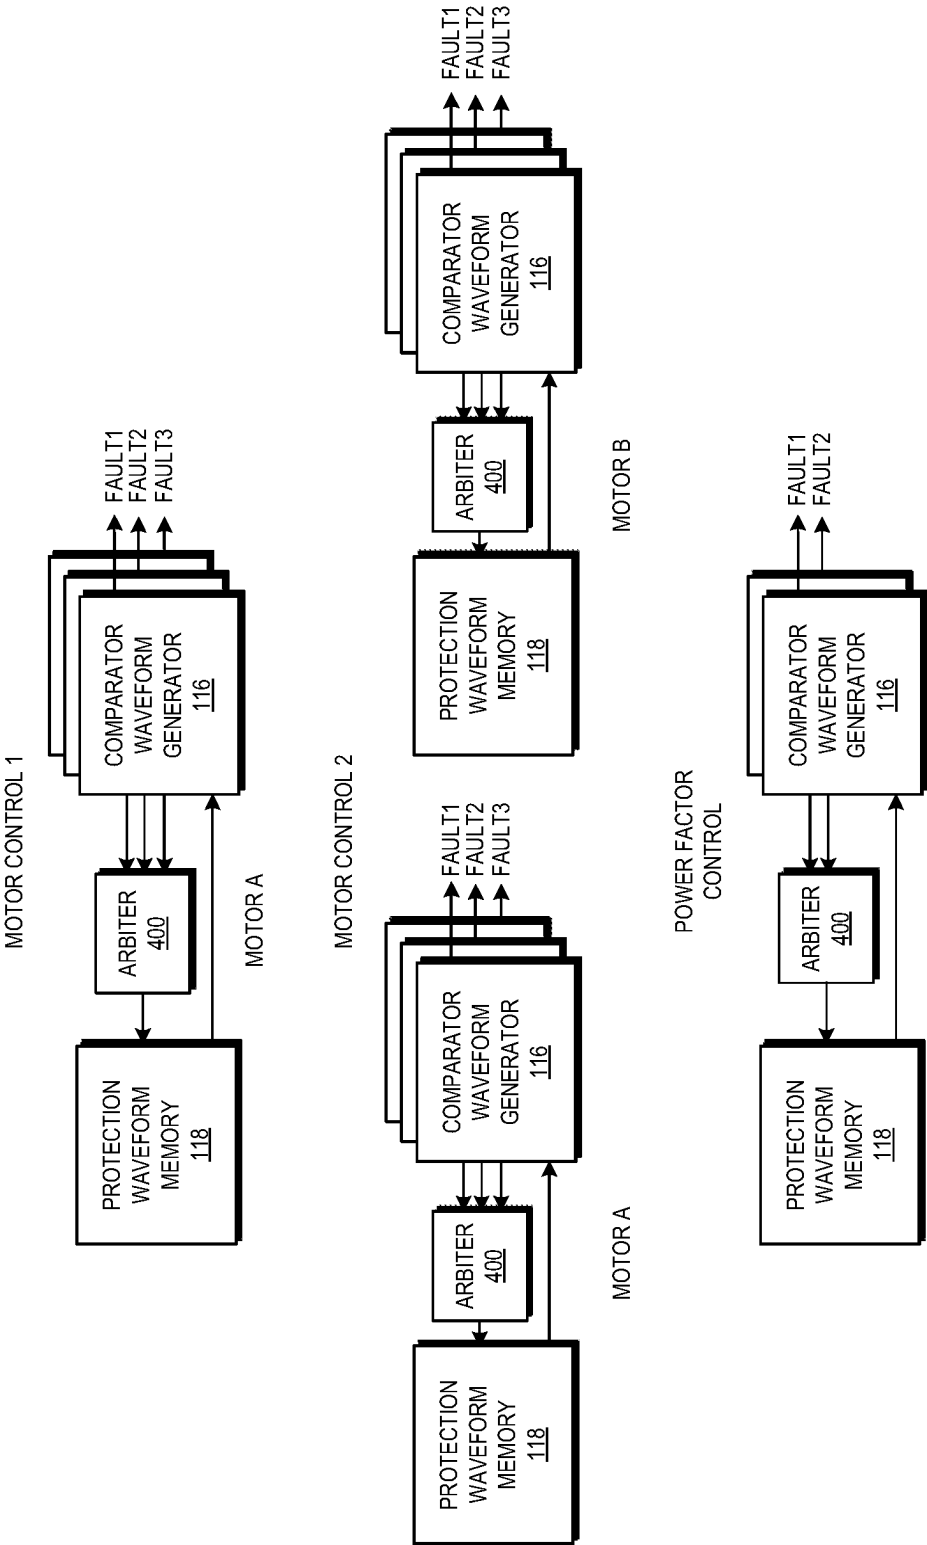 MOTOR CONTROL 1
PROTECTION
WAVEFORM
MEMORY
118
ARBITER
400
COMPARATOR
WAVEFORM
GENERATOR
116
FAULT1
FAULT2
FAULT3
MOTOR A
MOTOR CONTROL 2
PROTECTION
WAVEFORM
MEMORY
118
ARBITER
400
COMPARATOR
WAVEFORM
GENERATOR
116
FAULT1
FAULT2
FAULT3
MOTOR A
PROTECTION
WAVEFORM
MEMORY
118
ARBITER
400
COMPARATOR
WAVEFORM
GENERATOR
116
FAULT1
FAULT2
FAULT3
MOTOR B
POWER FACTOR
CONTROL
PROTECTION
WAVEFORM
MEMORY
118
ARBITER
400
COMPARATOR
WAVEFORM
GENERATOR
116
FAULT1
FAULT2